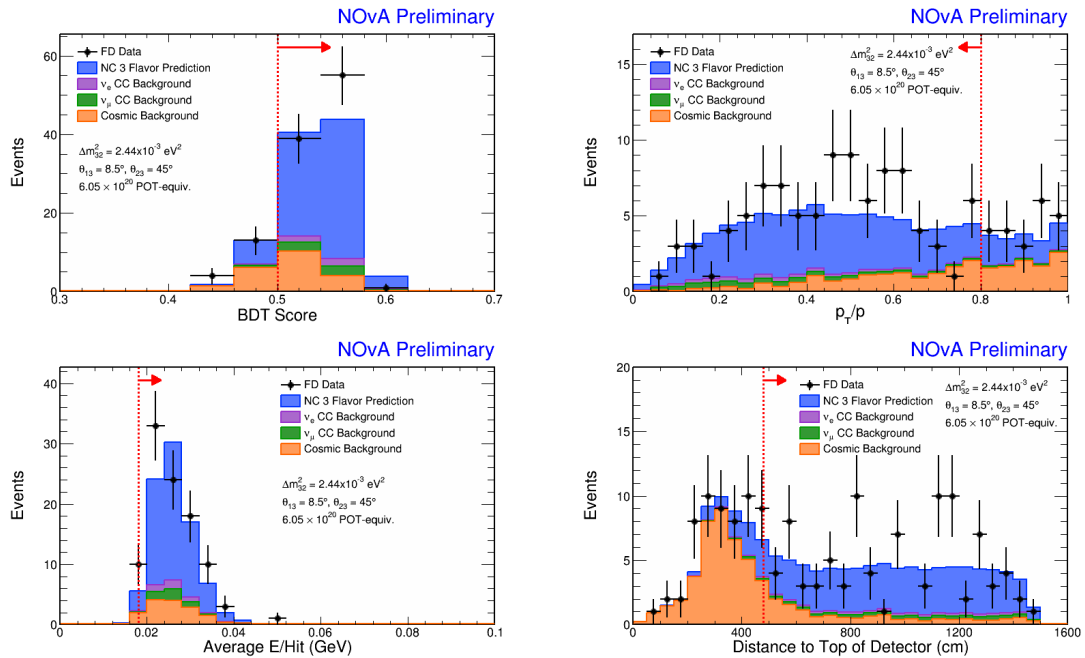 NOvA Preliminary
FD Data
NC 3 Flavor Prediction
νe CC Background
νμ CC Background
Cosmic Background
Δm²32 = 2.44x10-3 eV2
θ13 = 8.5°, θ23 = 45°
6.05 × 10^20 POT-equiv.
Events
0
20
40
60
0.3
0.4
0.5
0.6
0.7
BDT Score
NOvA Preliminary
FD Data
NC 3 Flavor Prediction
νe CC Background
νμ CC Background
Cosmic Background
Δm²32 = 2.44x10-3 eV2
θ13 = 8.5°, θ23 = 45°
6.05 × 10^20 POT-equiv.
Events
0
5
10
15
0
0.2
0.4
0.6
0.8
1
pT/p
NOvA Preliminary
FD Data
NC 3 Flavor Prediction
νe CC Background
νμ CC Background
Cosmic Background
Δm²32 = 2.44x10-3 eV2
θ13 = 8.5°, θ23 = 45°
6.05 × 10^20 POT-equiv.
Events
0
10
20
30
40
0
0.02
0.04
0.06
0.08
0.1
Average E/Hit (GeV)
NOvA Preliminary
FD Data
NC 3 Flavor Prediction
νe CC Background
νμ CC Background
Cosmic Background
Δm²32 = 2.44x10-3 eV2
θ13 = 8.5°, θ23 = 45°
6.05 × 10^20 POT-equiv.
Events
0
5
10
15
20
0
400
800
1200
1600
Distance to Top of Detector (cm)